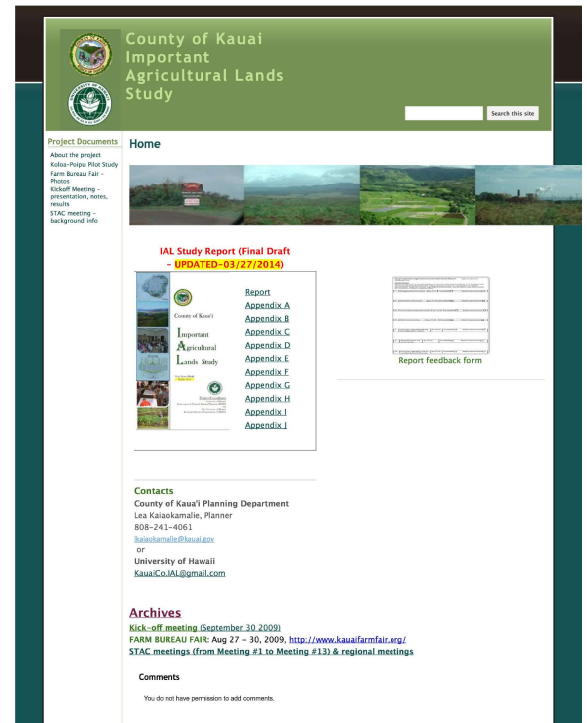 County of Kauai
Important
Agricultural Lands
Study
Search this site
Project Documents
About the project
Koloa-Poipu Pilot Study
Farm Bureau Fair -
Photos
Kickoff Meeting -
presentation, notes,
results
STAC meeting -
background info
Home
IAL Study Report (Final Draft
- UPDATED-03/27/2014)
County of Kaua'i
Important
Agricultural
Lands Study
Report
Appendix A
Appendix B
Appendix C
Appendix D
Appendix E
Appendix F
Appendix G
Appendix H
Appendix I
Appendix J
Report feedback form
Contacts
County of Kaua'i Planning Department
Lea Kaiaokamalie, Planner
808-241-4061
lkaiaokamalie@kauai.gov
or
University of Hawaii
KauaiCo.IAL@gmail.com
Archives
Kick-off meeting (September 30 2009)
FARM BUREAU FAIR: Aug 27 - 30, 2009, http://www.kauaifarmfair.org/
STAC meetings (from Meeting #1 to Meeting #13) & regional meetings
Comments
You do not have permission to add comments.